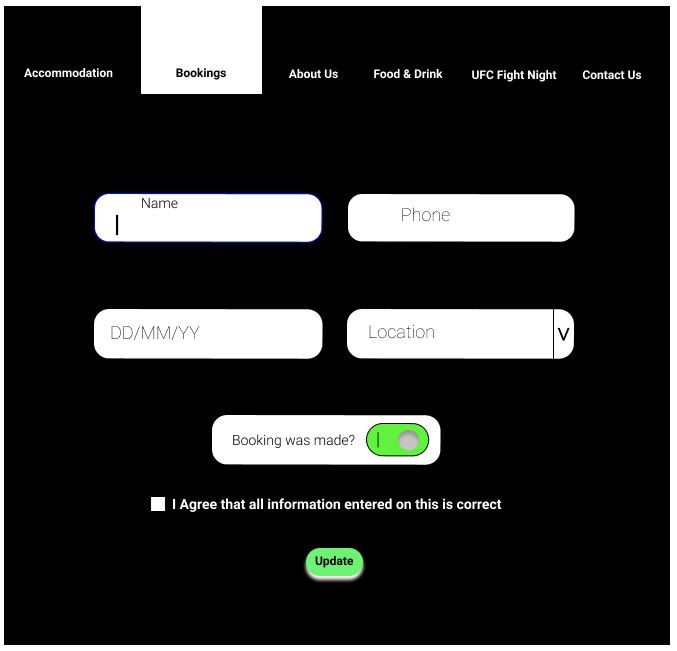 Accommodation Bookings About Us Food & Drink UFC Fight Night Contact Us
Name
Phone
DD/MM/YY
Location V
Booking was made?
I Agree that all information entered on this is correct
Update